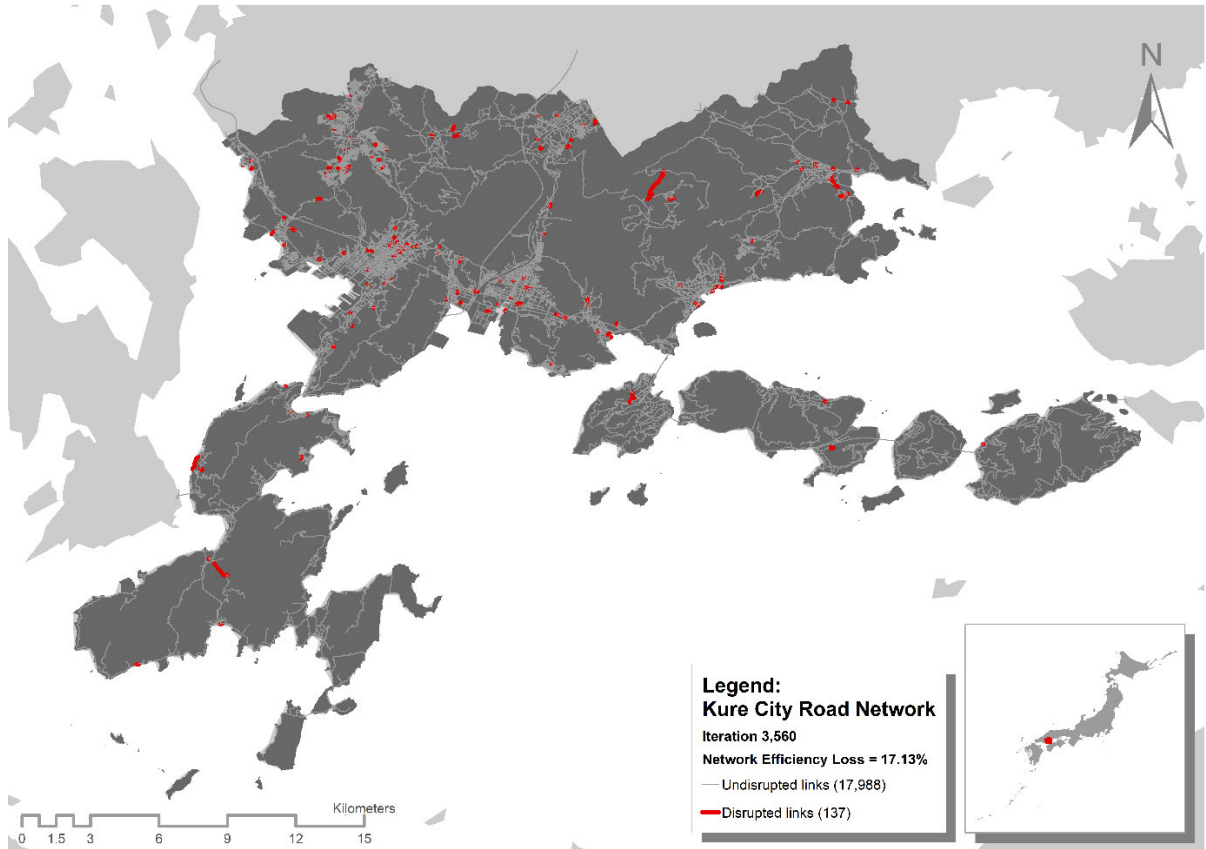 N
Legend:
Kure City Road Network
Iteration 3,560
Network Efficiency Loss = 17.13%
Undisrupted links (17,988)
Disrupted links (137)
Kilometers
0 1.5 3 6 9 12 15